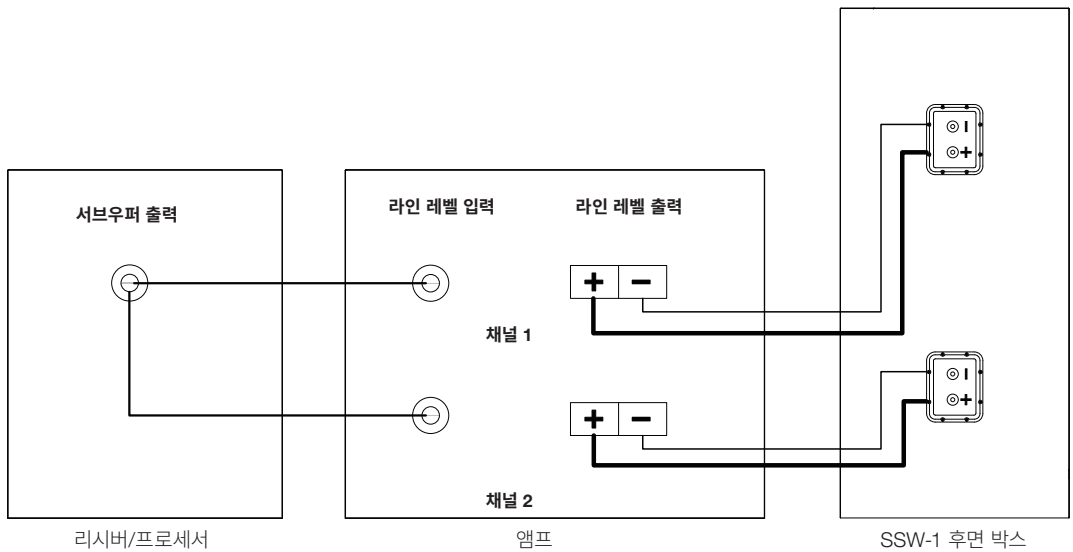 서브우퍼 출력
라인 레벨 입력
라인 레벨 출력
+ −
채널 1
+ −
채널 2
−
+
−
+
리시버/프로세서
앰프
SSW-1 후면 박스